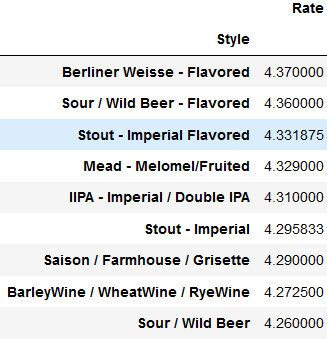 Rate
Style
Berliner Weisse - Flavored 4.370000
Sour / Wild Beer - Flavored 4.360000
Stout - Imperial Flavored 4.331875
Mead - Melomel/Fruited 4.329000
IIPA - Imperial / Double IPA 4.310000
Stout - Imperial 4.295833
Saison / Farmhouse / Grisette 4.290000
BarleyWine / WheatWine / RyeWine 4.272500
Sour / Wild Beer 4.260000